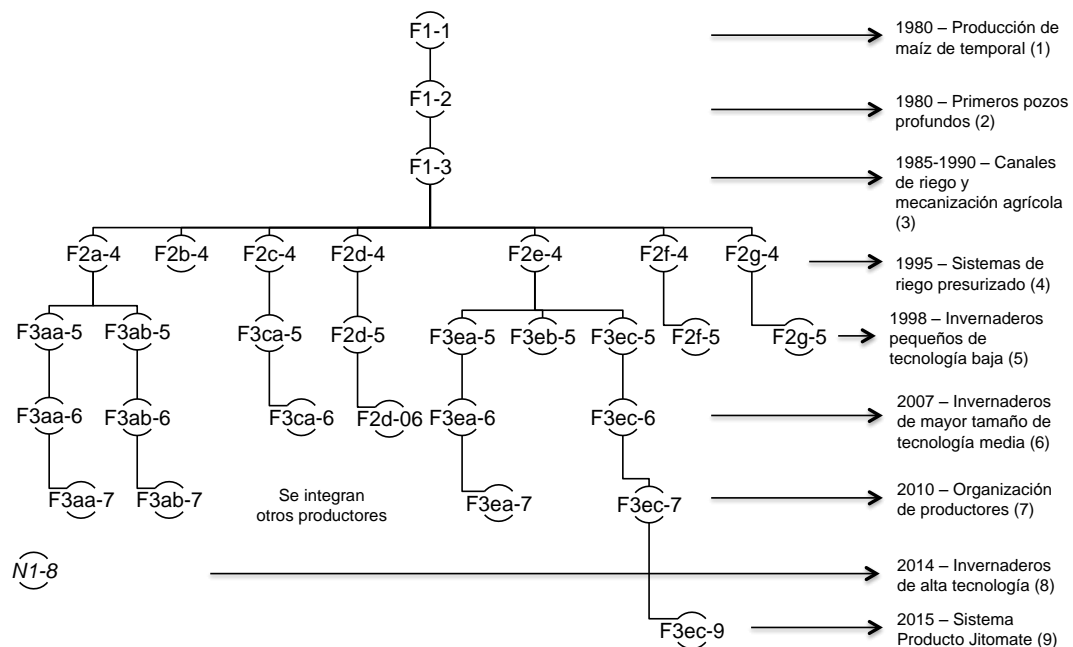 F1-1
1980 – Producción de
maíz de temporal (1)
F1-2
1980 – Primeros pozos
profundos (2)
F1-3
1985-1990 – Canales
de riego y
mecanización agrícola
(3)
F2a-4 F2b-4 F2c-4 F2d-4 F2e-4 F2f-4 F2g-4
1995 – Sistemas de
riego presurizado (4)
F3aa-5 F3ab-5 F3ca-5 F2d-5 F3ea-5 F3eb-5 F3ec-5 F2f-5 F2g-5
1998 – Invernaderos
pequeños de
tecnología baja (5)
F3aa-6 F3ab-6 F3ca-6 F2d-06 F3ea-6 F3ec-6
2007 – Invernaderos
de mayor tamaño de
tecnología media (6)
F3aa-7 F3ab-7
Se integran
otros productores
F3ea-7 F3ec-7
2010 – Organización
de productores (7)
N1-8
2014 – Invernaderos
de alta tecnología (8)
F3ec-9
2015 – Sistema
Producto Jitomate (9)